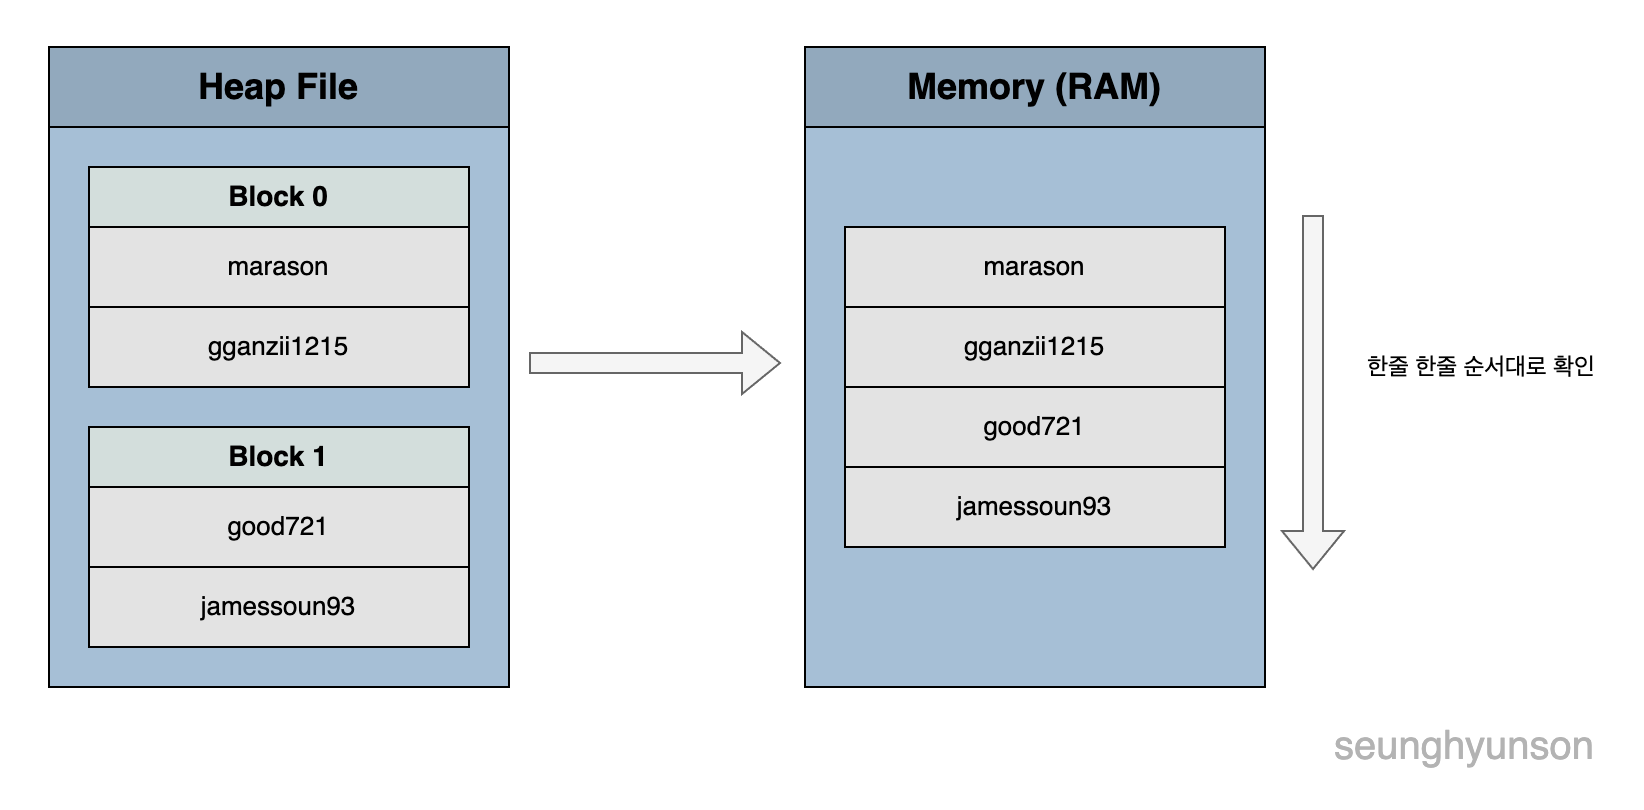 Heap File
Block 0
marason
gganzii1215
Block 1
good721
jamessoun93
Memory (RAM)
marason
gganzii1215
good721
jamessoun93
한줄 한줄 순서대로 확인
seunghyunson